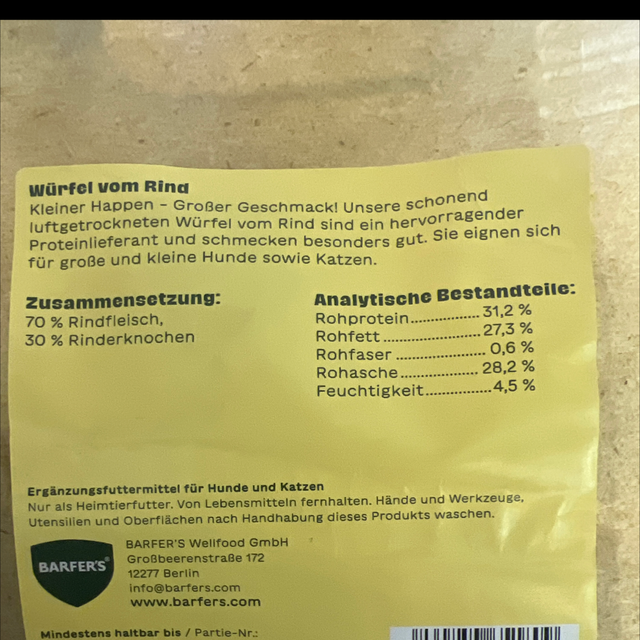 Würfel vom Rind
Kleiner Happen – Großer Geschmack! Unsere schonend
luftgetrockneten Würfel vom Rind sind ein hervorragender
Proteinlieferant und schmecken besonders gut. Sie eignen sich
für große und kleine Hunde sowie Katzen.
Zusammensetzung:
70 % Rindfleisch,
30 % Rinderknochen
Analytische Bestandteile:
Rohprotein................ 31,2 %
Rohfett ....................... 27,3 %
Rohfaser ..................... 0,6 %
Rohasche.................. 28,2 %
Feuchtigkeit................4,5 %
Ergänzungsfuttermittel für Hunde und Katzen
Nur als Heimtierfutter. Von Lebensmitteln fernhalten. Hände und Werkzeuge,
Utensilien und Oberflächen nach Handhabung dieses Produkts waschen.
BARFER'S®
BARFER'S Wellfood GmbH
Großbeerenstraße 172
12277 Berlin
info@barfers.com
www.barfers.com
Mindestens haltbar bis / Partie-Nr.: